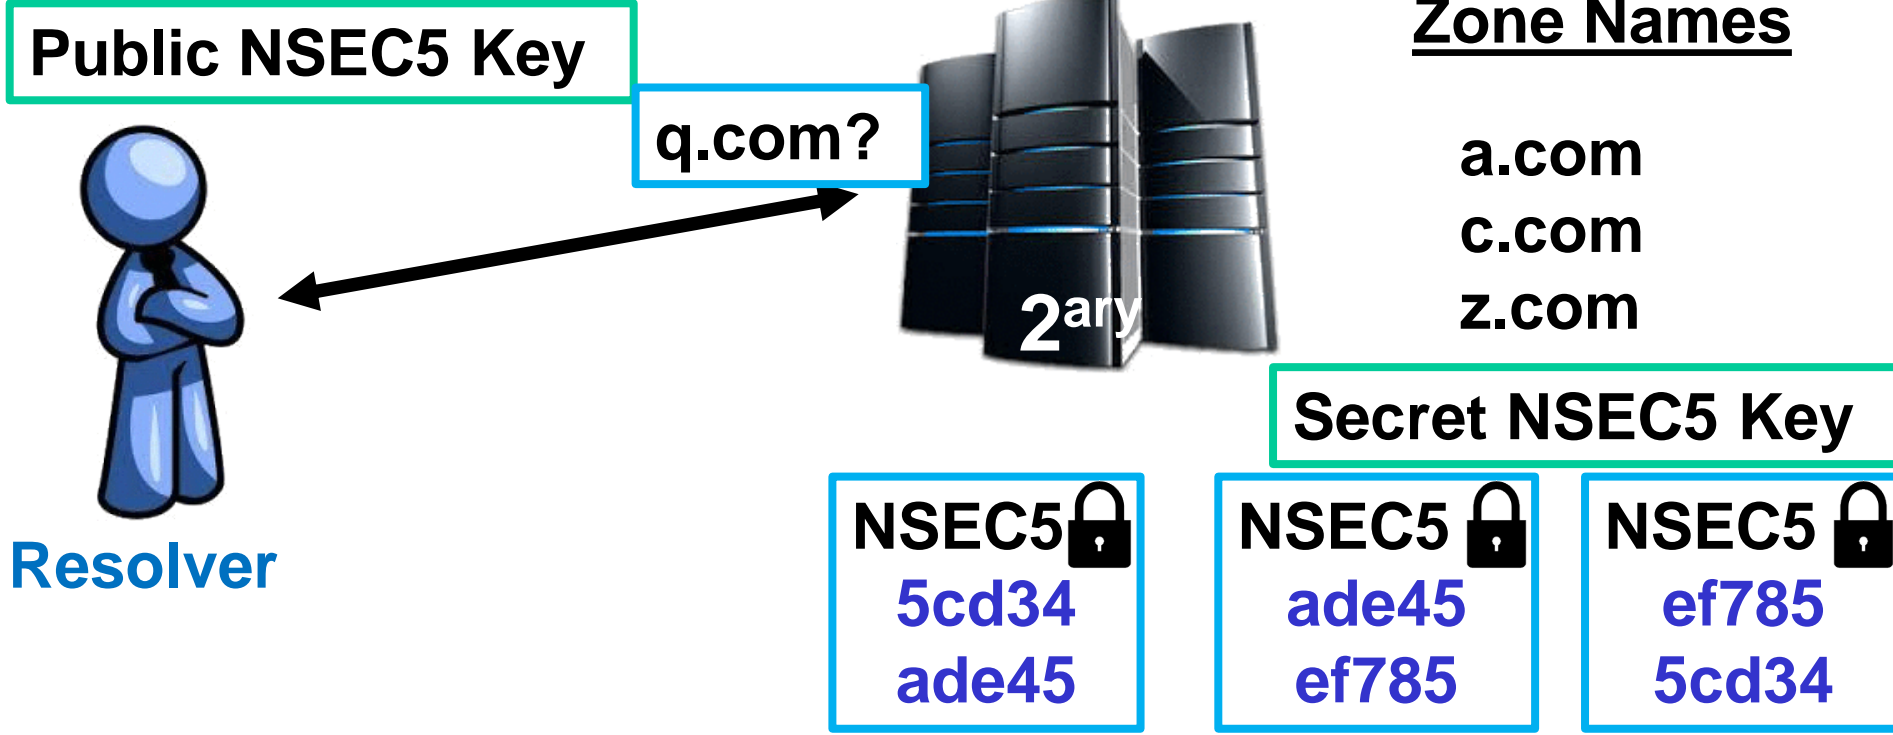 Public NSEC5 Key
q.com?
Zone Names
a.com
c.com
z.com
2ary
Secret NSEC5 Key
Resolver
NSEC5
5cd34
ade45
NSEC5
ade45
ef785
NSEC5
ef785
5cd34